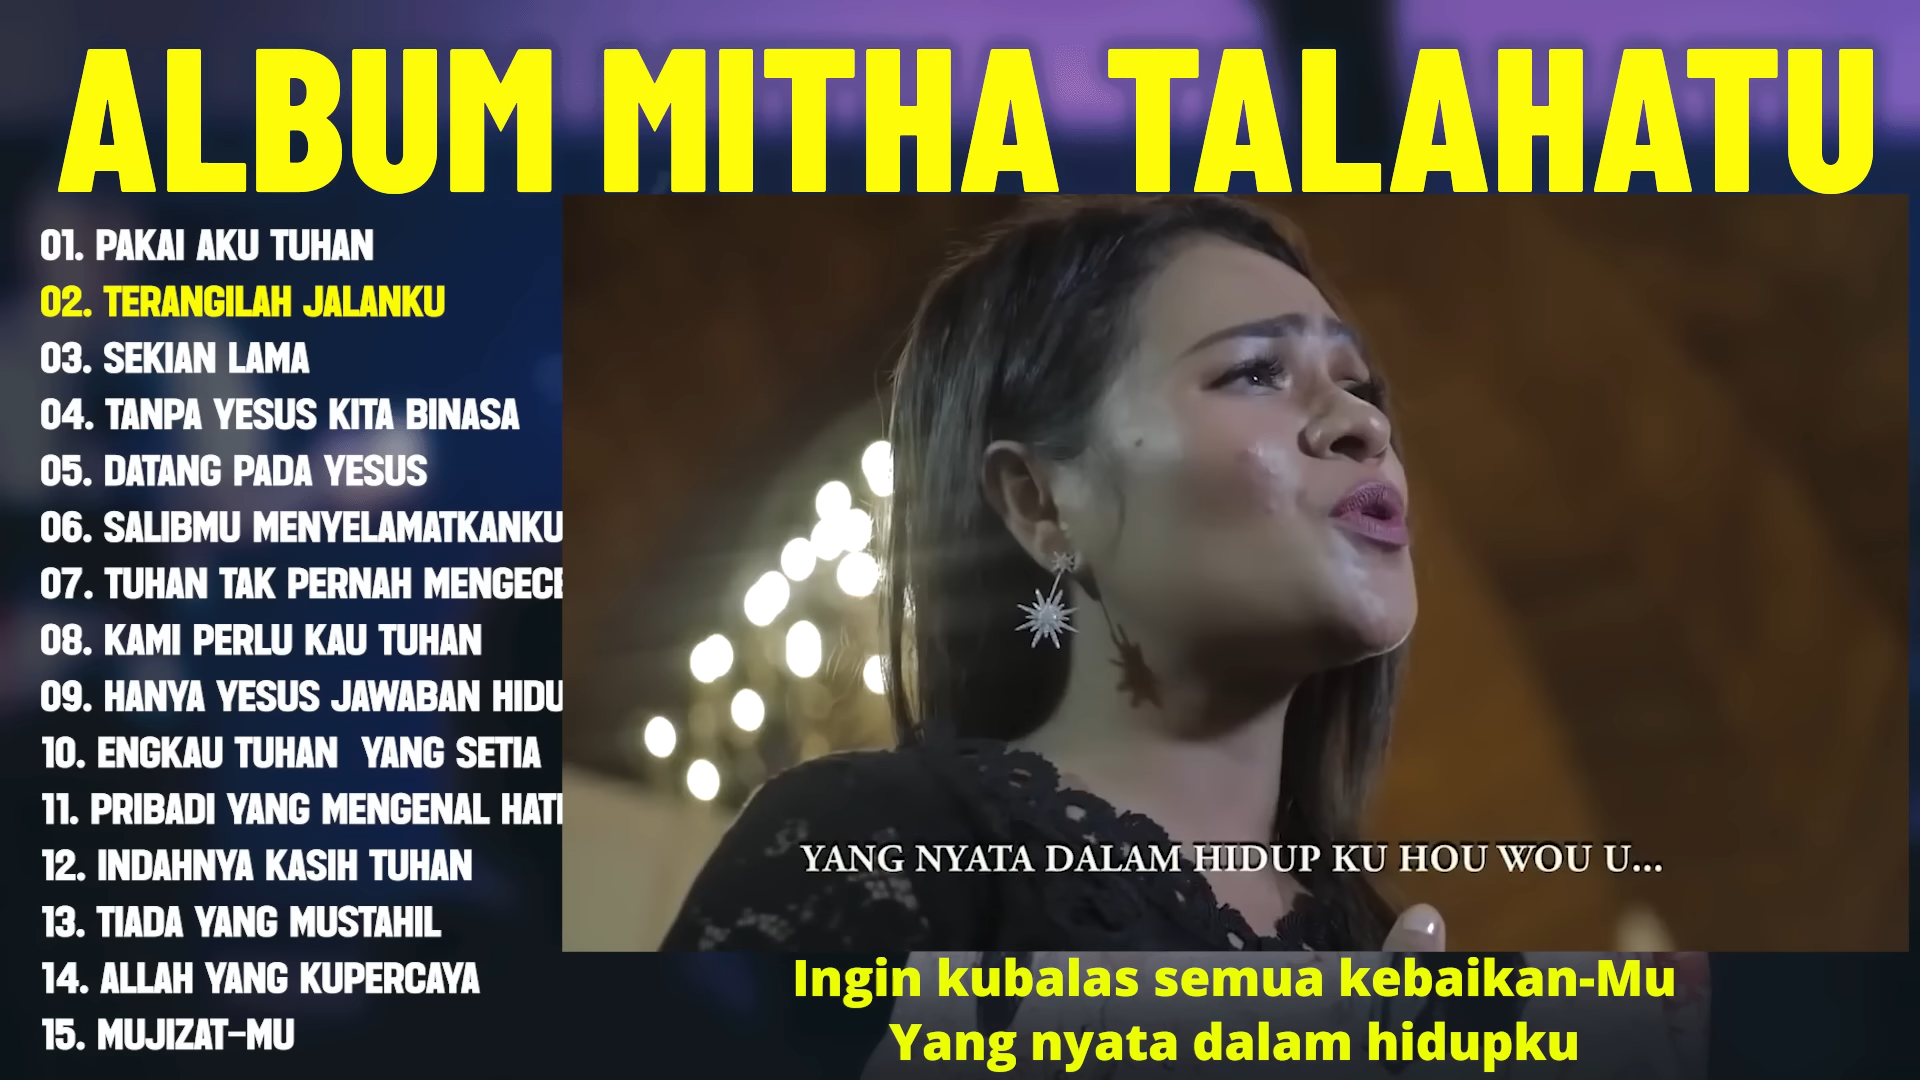 ALBUM MITHA TALAHATU
01. PAKAI AKU TUHAN
02. TERANGILAH JALANKU
03. SEKIAN LAMA
04. TANPA YESUS KITA BINASA
05. DATANG PADA YESUS
06. SALIBMU MENYELAMATKANKU
07. TUHAN TAK PERNAH
08. KAMI PERLU KAU TUHAN
09. HANYA YESUS JAWABAN
10. ENGKAU TUHAN YANG SETIA
11. PRIBADI YANG MENGENAL HATI
12. INDAHNYA KASIH TUHAN
13. TIADA YANG MUSTAHIL
14. ALLAH YANG KUPERCAYA
15. MUJIZAT-MU
YANG NYATA DALAM HIDUP KU HOU WOU U...
Ingin kubalas semua kebaikan-Mu
Yang nyata dalam hidupku